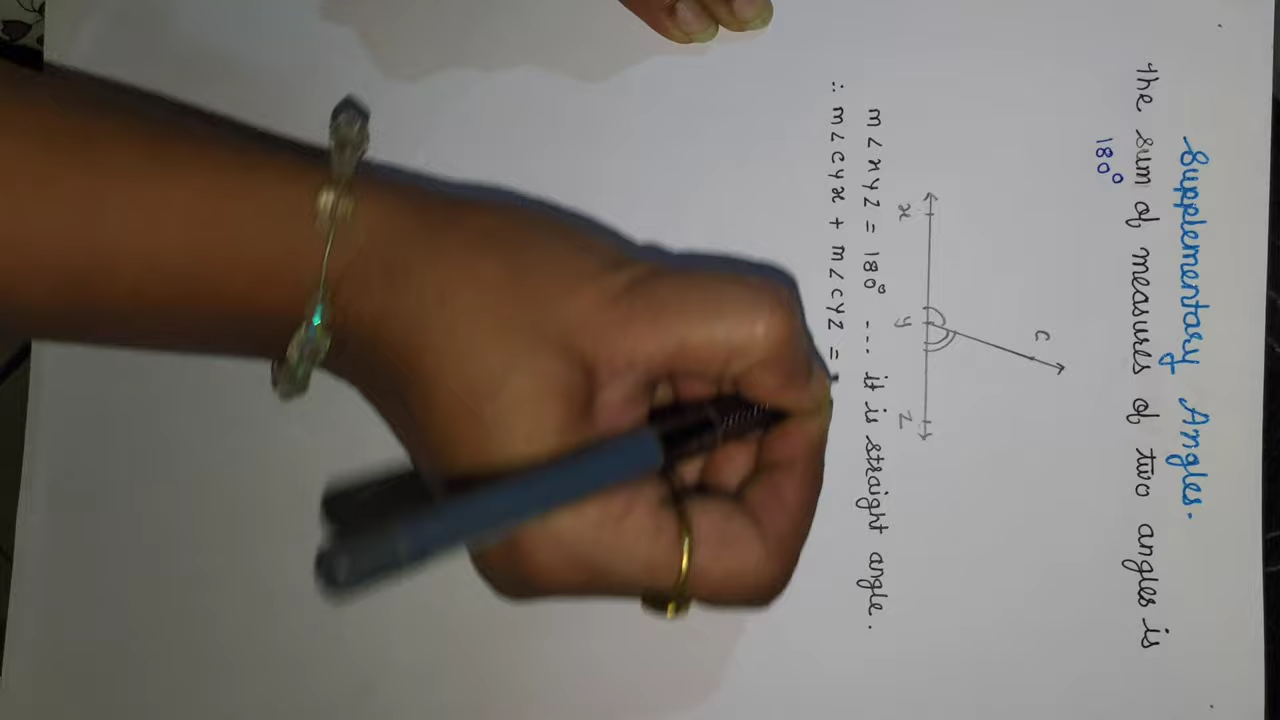 Supplementary Angles.
The sum of measures of two angles is
180°
C
x y z
m∠xyz = 180° --- it is straight angle.
∴ m∠cyx + m∠cyz =